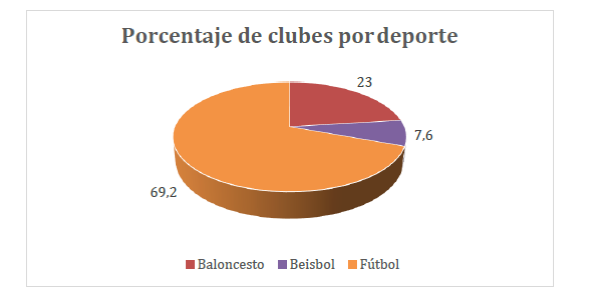 Porcentaje de clubes por deporte
23
7,6
69,2
Baloncesto Beisbol Fútbol